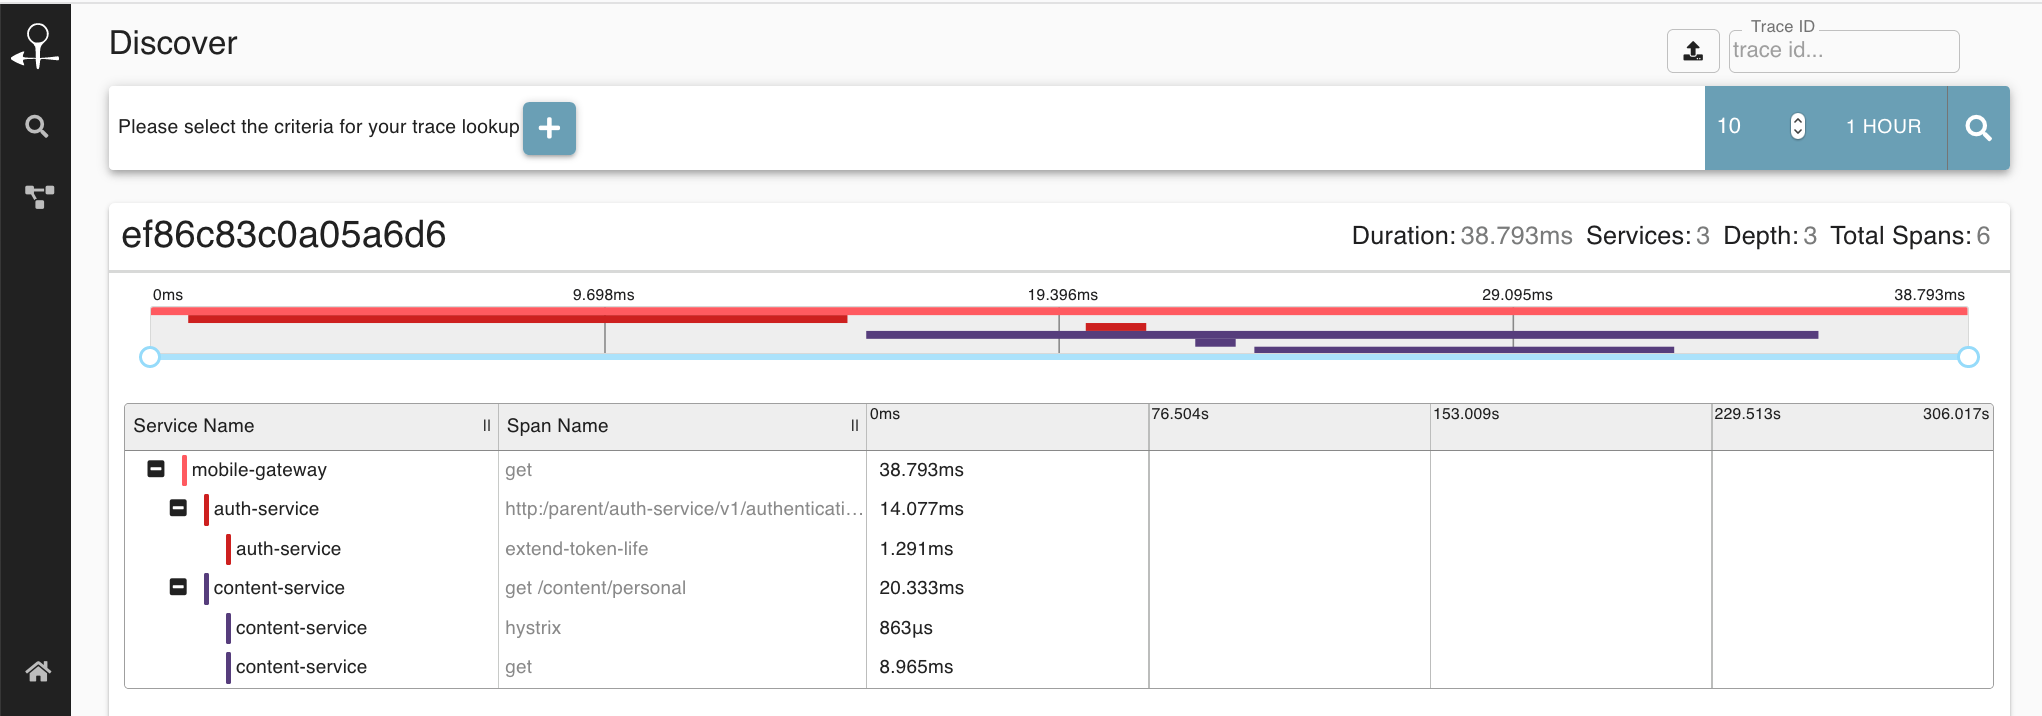 Discover
Trace ID
trace id...
Please select the criteria for your trace lookup
10
1 HOUR
ef86c83c0a05a6d6
Duration: 38.793ms Services: 3 Depth: 3 Total Spans: 6
0ms 9.698ms 19.396ms 29.095ms 38.793ms
Service Name Span Name 0ms 76.504s 153.009s 229.513s 306.017s
mobile-gateway get 38.793ms
auth-service http:/parent/auth-service/v1/authenticati... 14.077ms
auth-service extend-token-life 1.291ms
content-service get /content/personal 20.333ms
content-service hystrix 863µs
content-service get 8.965ms